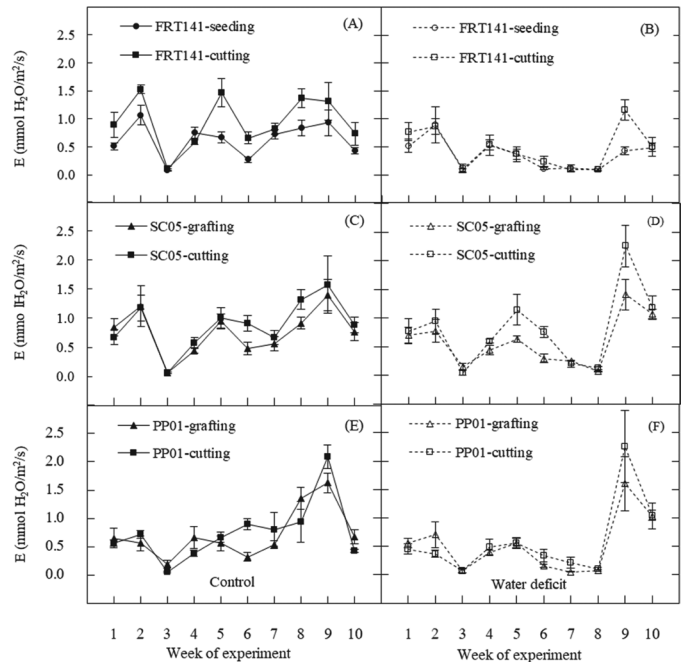 (A)
FRT141-seeding
FRT141-cutting
E (mmol H2O/m2/s)
2.5
2.0
1.5
1.0
0.5
0.0
(B)
FRT141-seeding
FRT141-cutting
(C)
SC05-grafting
SC05-cutting
E (mmo lH2O/m2/s)
2.5
2.0
1.5
1.0
0.5
0.0
(D)
SC05-grafting
SC05-cutting
(E)
PP01-grafting
PP01-cutting
E (mmol H2O/m2/s)
2.5
2.0
1.5
1.0
0.5
0.0
Control
(F)
PP01-grafting
PP01-cutting
Water deficit
1 2 3 4 5 6 7 8 9 10
Week of experiment
1 2 3 4 5 6 7 8 9 10
Week of experiment